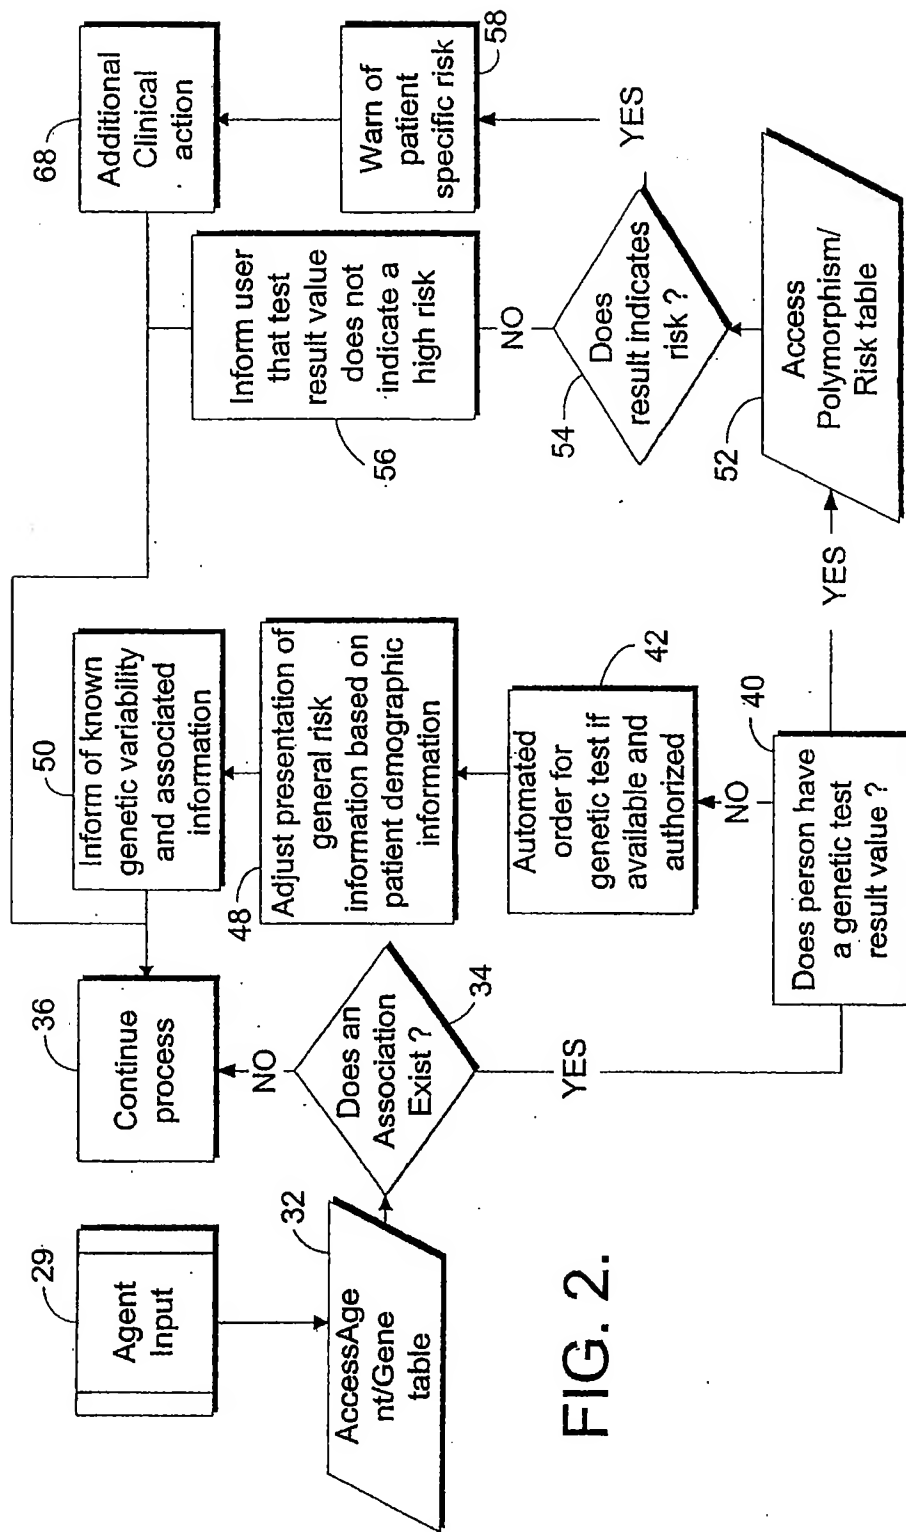 29
Agent
Input
32
AccessAge
nt/Gene
table
36
Continue
process
NO
Does an
Association
Exist ?
34
YES
50
Inform of known
genetic variability
and associated
information
48
Adjust presentation of
general risk
information based on
patient demographic
information
42
Automated
order for
genetic test if
available and
authorized
NO
40
Does person have
a genetic test
result value ?
YES
52
Access
Polymorphism/
Risk table
54
Does
result indicates
risk ?
NO
YES
56
Inform user
that test
result value
does not
indicate a
high risk
58
Warn of
patient
specific risk
68
Additional
Clinical
action
FIG. 2.